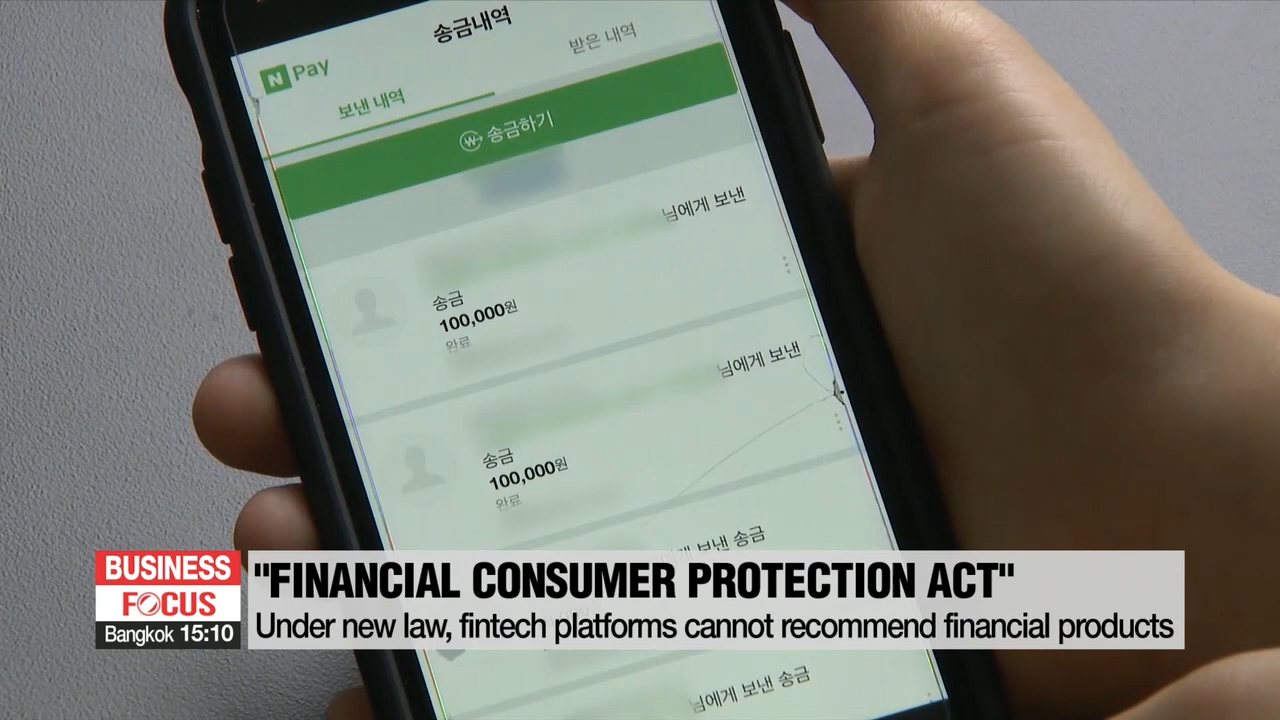 송금내역
N Pay
보낸 내역
받은 내역
송금하기
님에게 보낸
송금
100,000원
완료
님에게 보낸
송금
100,000원
완료
보낸 송금
님에게 보낸 송금
BUSINESS
FOCUS
Bangkok 15:10
"FINANCIAL CONSUMER PROTECTION ACT"
Under new law, fintech platforms cannot recommend financial products